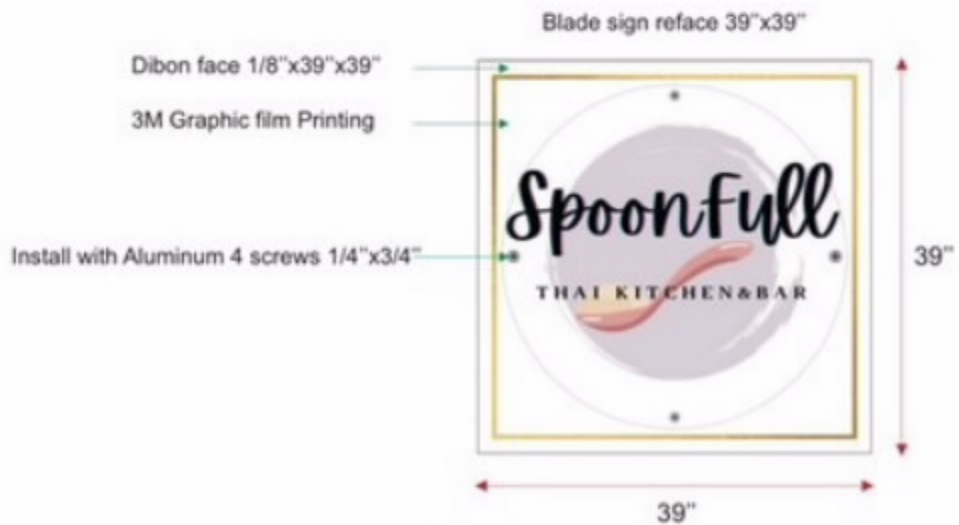 Blade sign reface 39"x39"
Dibon face 1/8"x39"x39"
3M Graphic film Printing
SpoonFull
Install with Aluminum 4 screws 1/4"x3/4"
39"
THAI KITCHEN&BAR
39"